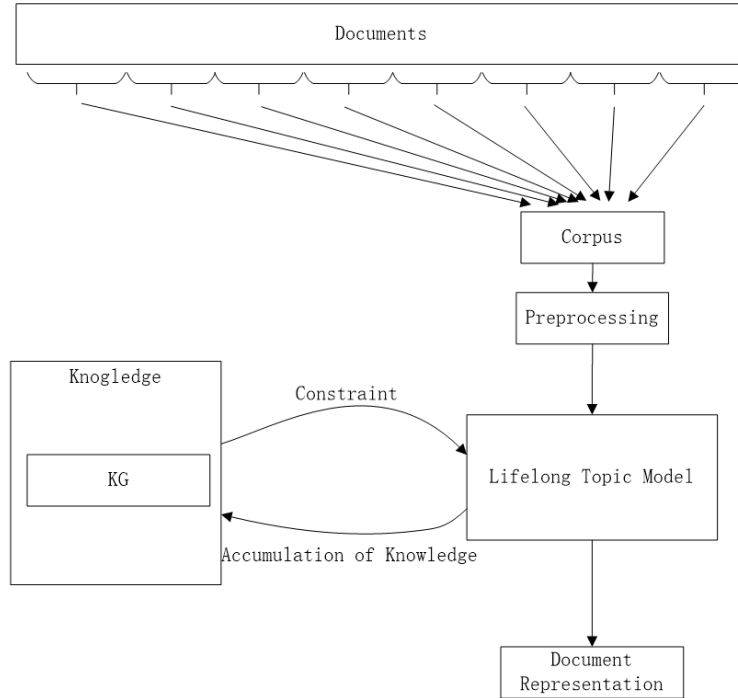 Documents
Corpus
Preprocessing
Knogledge
Constraint
KG
Lifelong Topic Model
Accumulation of Knowledge
Document
Representation